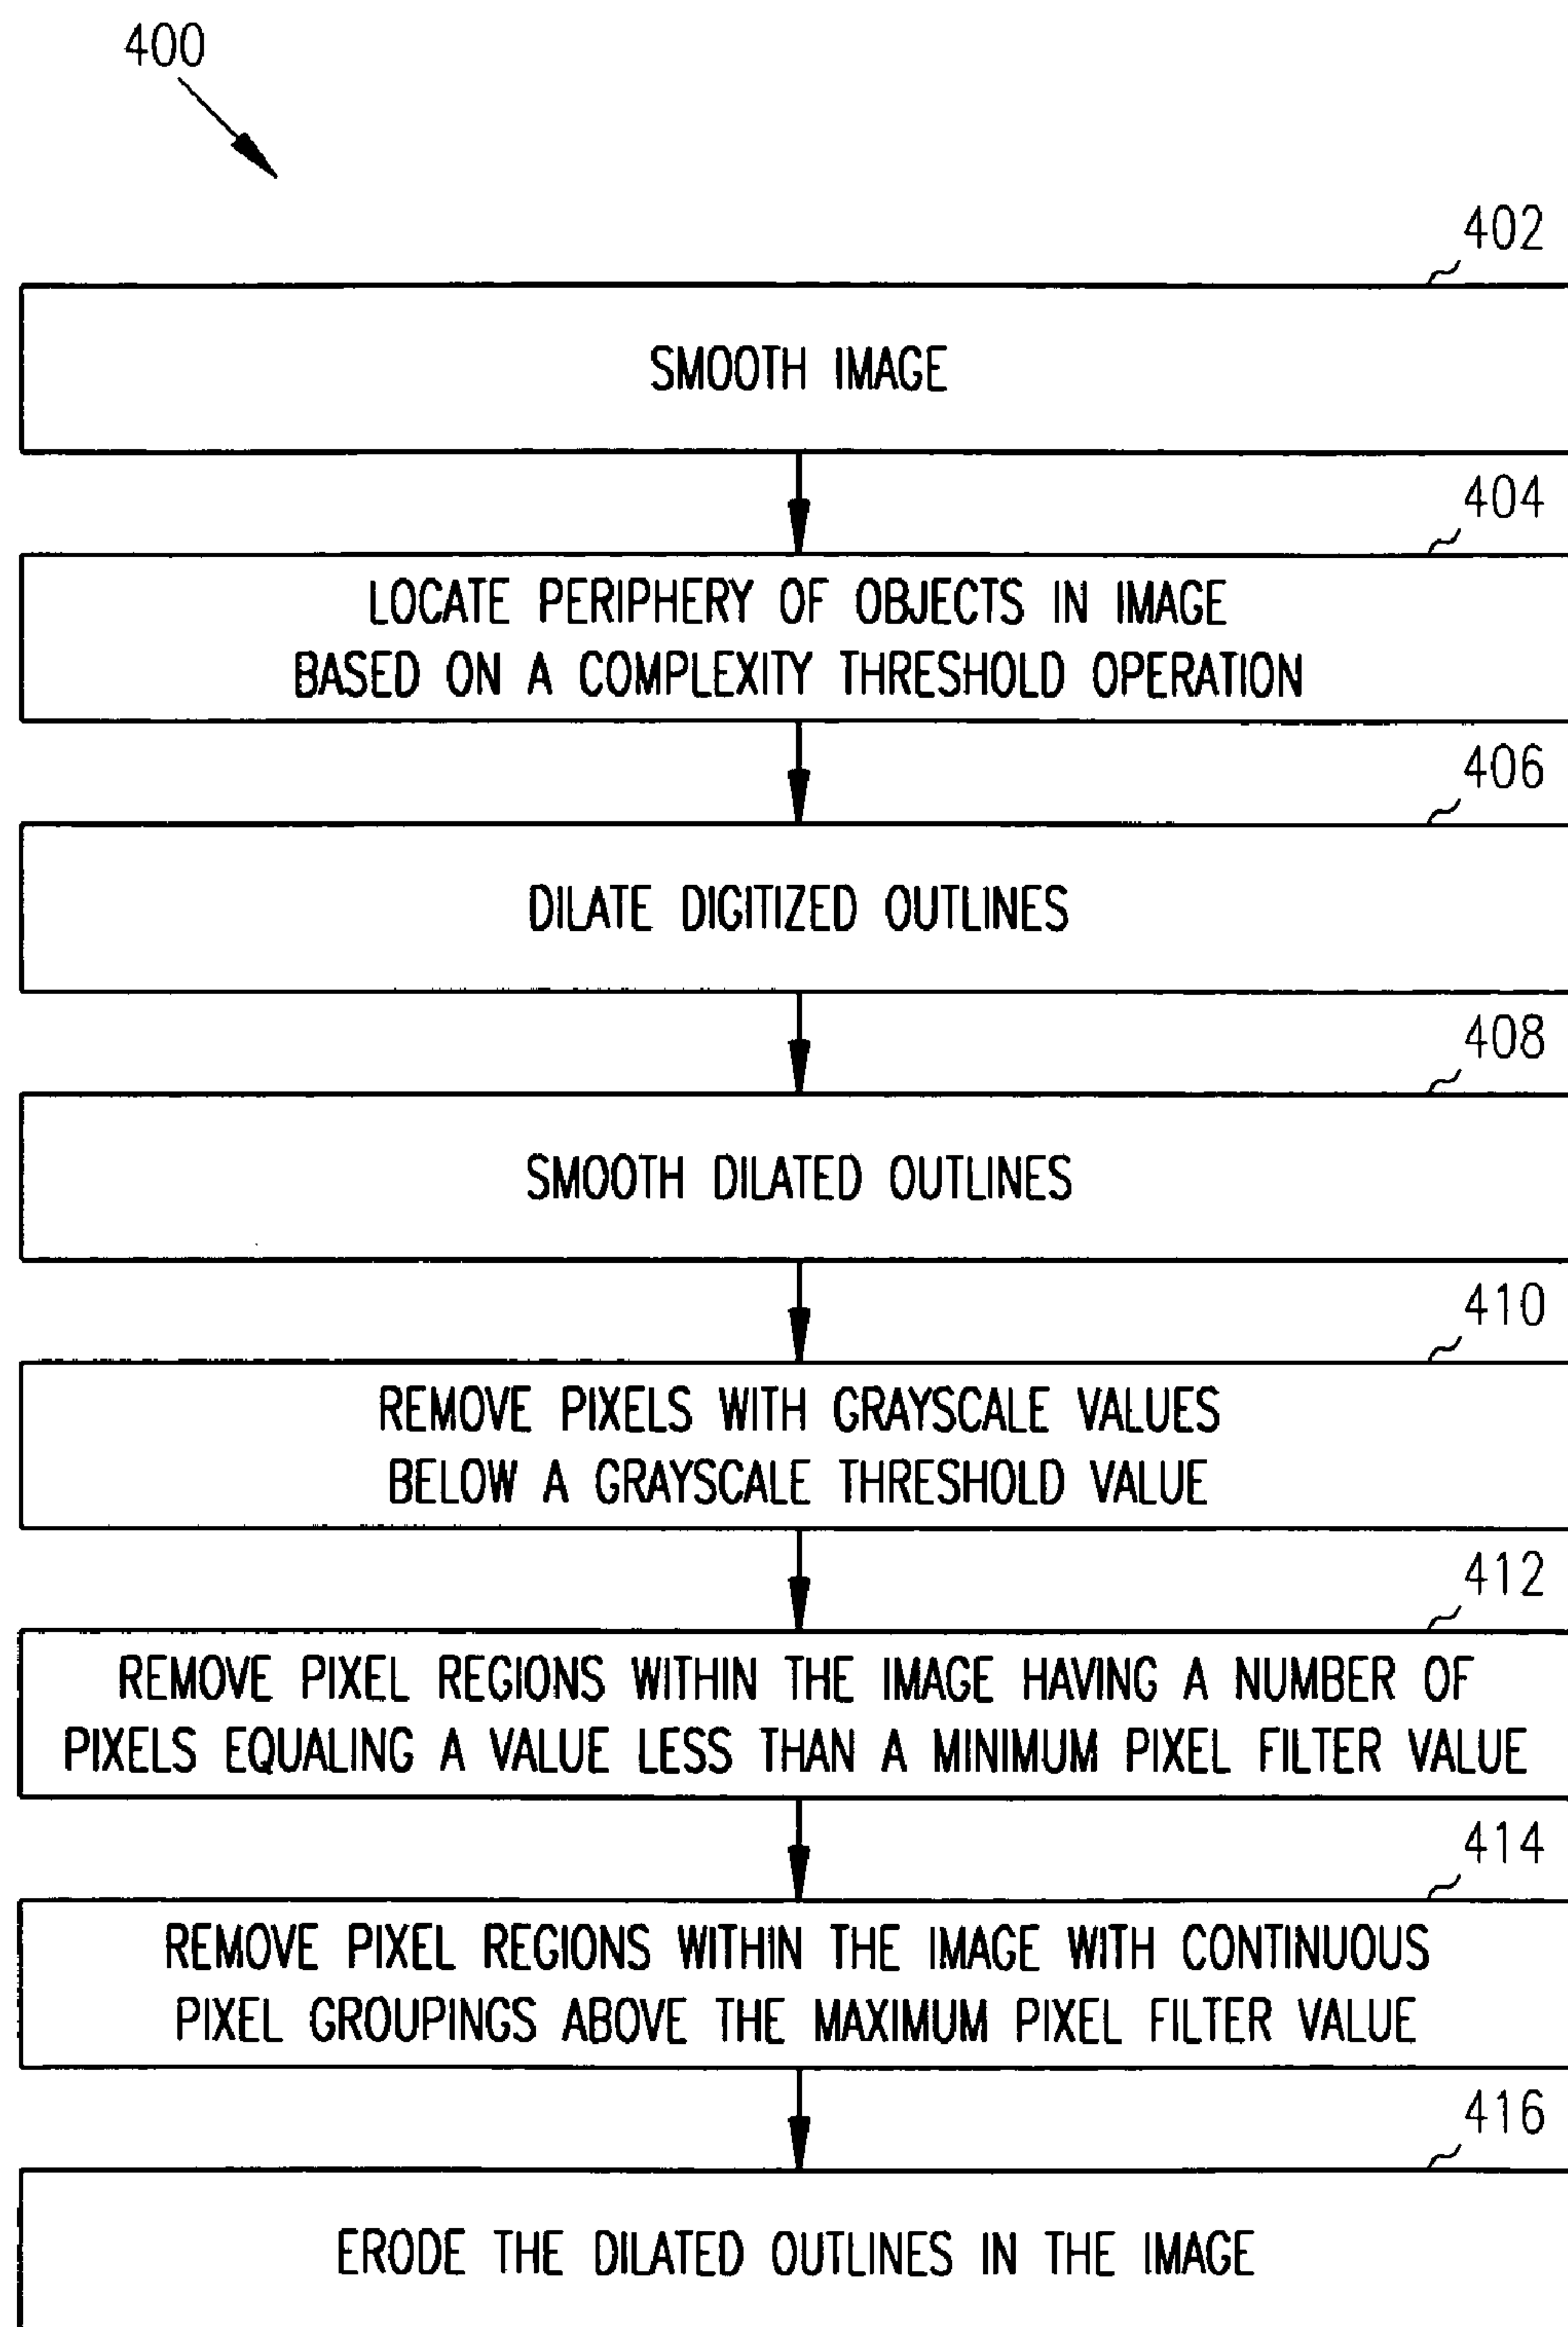 400
402
SMOOTH IMAGE
404
LOCATE PERIPHERY OF OBJECTS IN IMAGE
BASED ON A COMPLEXITY THRESHOLD OPERATION
406
DILATE DIGITIZED OUTLINES
408
SMOOTH DILATED OUTLINES
410
REMOVE PIXELS WITH GRAYSCALE VALUES
BELOW A GRAYSCALE THRESHOLD VALUE
412
REMOVE PIXEL REGIONS WITHIN THE IMAGE HAVING A NUMBER OF
PIXELS EQUALING A VALUE LESS THAN A MINIMUM PIXEL FILTER VALUE
414
REMOVE PIXEL REGIONS WITHIN THE IMAGE WITH CONTINUOUS
PIXEL GROUPINGS ABOVE THE MAXIMUM PIXEL FILTER VALUE
416
ERODE THE DILATED OUTLINES IN THE IMAGE